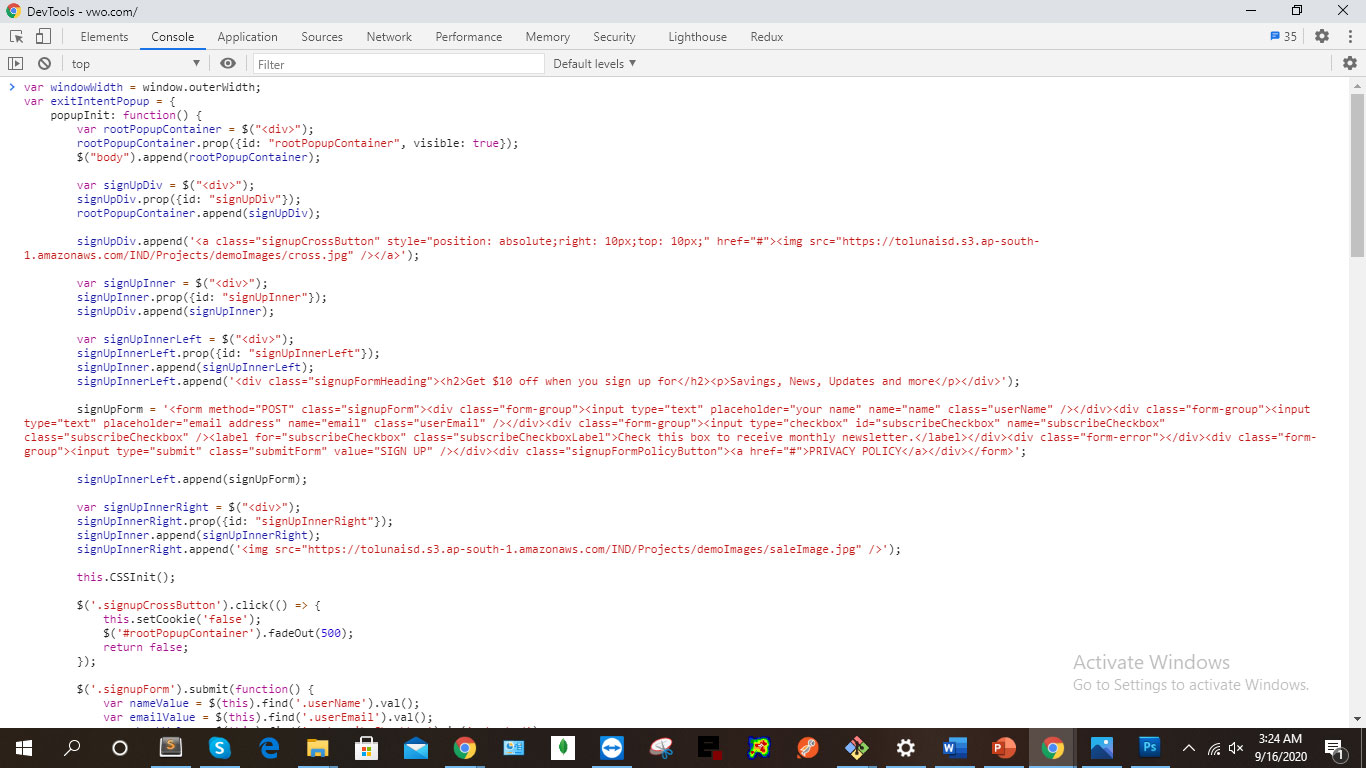 DevTools - vwo.com/
Elements Console Application Sources Network Performance Memory Security Lighthouse Redux 35
top Filter Default levels
var windowWidth = window.outerWidth;
var exitIntentPopup = {
popupInit: function() {
var rootPopupContainer = $("<div>");
rootPopupContainer.prop({id: "rootPopupContainer", visible: true});
$("body").append(rootPopupContainer);
var signUpDiv = $("<div>");
signUpDiv.prop({id: "signUpDiv"});
rootPopupContainer.append(signUpDiv);
signUpDiv.append('<a class="signupCrossButton" style="position: absolute;right: 10px;top: 10px;" href="#"><img src="https://tolunaisd.s3.ap-south-
1.amazonaws.com/IND/Projects/demoImages/cross.jpg" /></a>');
var signUpInner = $("<div>");
signUpInner.prop({id: "signUpInner"});
signUpDiv.append(signUpInner);
var signUpInnerLeft = $("<div>");
signUpInnerLeft.prop({id: "signUpInnerLeft"});
signUpInner.append(signUpInnerLeft);
signUpInnerLeft.append('<div class="signupFormHeading"><h2>Get $10 off when you sign up for</h2><p>Savings, News, Updates and more</p></div>');
signUpForm = '<form method="POST" class="signupForm"><div class="form-group"><input type="text" placeholder="your name" name="name" class="userName" /></div><div class="form-group"><input
type="text" placeholder="email address" name="email" class="userEmail" /></div><div class="form-group"><input type="checkbox" id="subscribeCheckbox" name="subscribeCheckbox"
class="subscribeCheckbox" /><label for="subscribeCheckbox" class="subscribeCheckboxLabel">Check this box to receive monthly newsletter.</label></div><div class="form-error"></div><div class="form-
group"><input type="submit" class="submitForm" value="SIGN UP" /></div><div class="signupFormPolicyButton"><a href="#">PRIVACY POLICY</a></div></form>';
signUpInnerLeft.append(signUpForm);
var signUpInnerRight = $("<div>");
signUpInnerRight.prop({id: "signUpInnerRight"});
signUpInner.append(signUpInnerRight);
signUpInnerRight.append('<img src="https://tolunaisd.s3.ap-south-1.amazonaws.com/IND/Projects/demoImages/saleImage.jpg" />');
this.CSSInit();
$('.signupCrossButton').click(() => {
this.setCookie('false');
$('#rootPopupContainer').fadeOut(500);
return false;
});
$('.signupForm').submit(function() {
var nameValue = $(this).find('.userName').val();
var emailValue = $(this).find('.userEmail').val();
Activate Windows
Go to Settings to activate Windows.
3:24 AM
9/16/2020
1